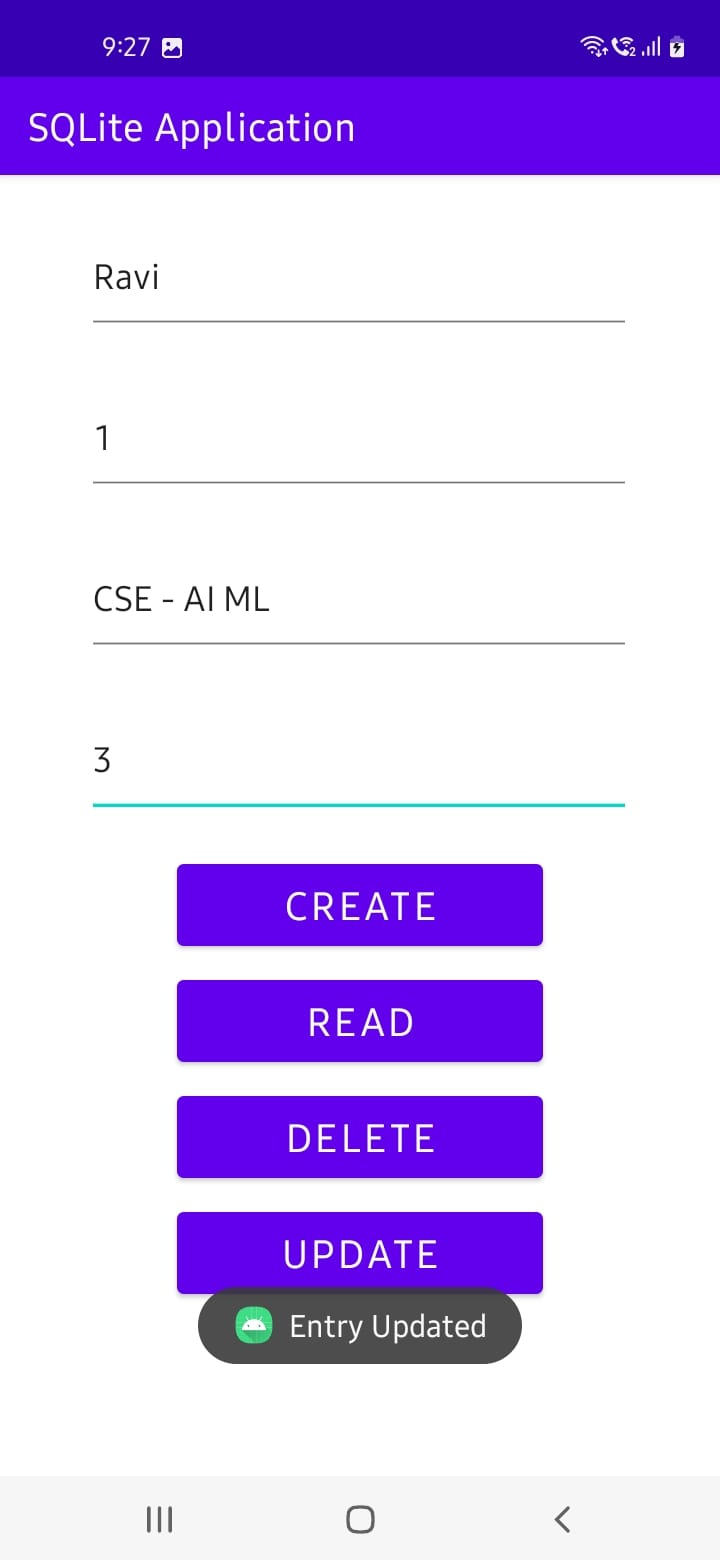 9:27
SQLite Application
Ravi
1
CSE - AI ML
3
CREATE
READ
DELETE
UPDATE
Entry Updated